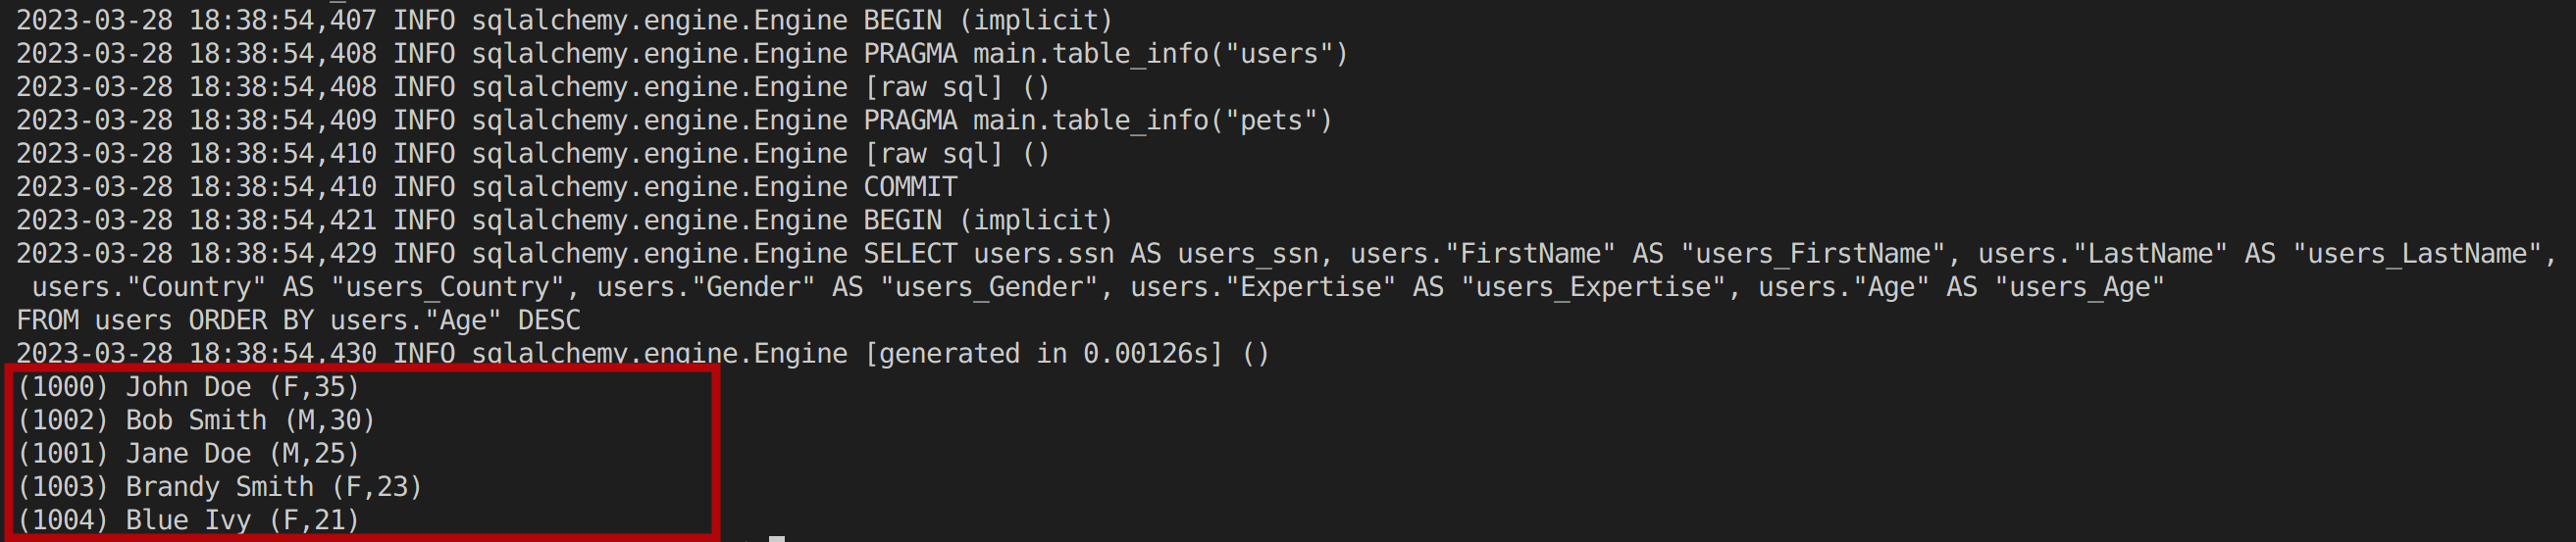 2023-03-28 18:38:54,407 INFO sqlalchemy.engine.Engine BEGIN (implicit)
2023-03-28 18:38:54,408 INFO sqlalchemy.engine.Engine PRAGMA main.table_info("users")
2023-03-28 18:38:54,408 INFO sqlalchemy.engine.Engine [raw sql] ()
2023-03-28 18:38:54,409 INFO sqlalchemy.engine.Engine PRAGMA main.table_info("pets")
2023-03-28 18:38:54,410 INFO sqlalchemy.engine.Engine [raw sql] ()
2023-03-28 18:38:54,410 INFO sqlalchemy.engine.Engine COMMIT
2023-03-28 18:38:54,421 INFO sqlalchemy.engine.Engine BEGIN (implicit)
2023-03-28 18:38:54,429 INFO sqlalchemy.engine.Engine SELECT users.ssn AS users_ssn, users."FirstName" AS "users_FirstName", users."LastName" AS "users_LastName",
 users."Country" AS "users_Country", users."Gender" AS "users_Gender", users."Expertise" AS "users_Expertise", users."Age" AS "users_Age"
FROM users ORDER BY users."Age" DESC
2023-03-28 18:38:54,430 INFO sqlalchemy.engine.Engine [generated in 0.00126s] ()
(1000) John Doe (F,35)
(1002) Bob Smith (M,30)
(1001) Jane Doe (M,25)
(1003) Brandy Smith (F,23)
(1004) Blue Ivy (F,21)